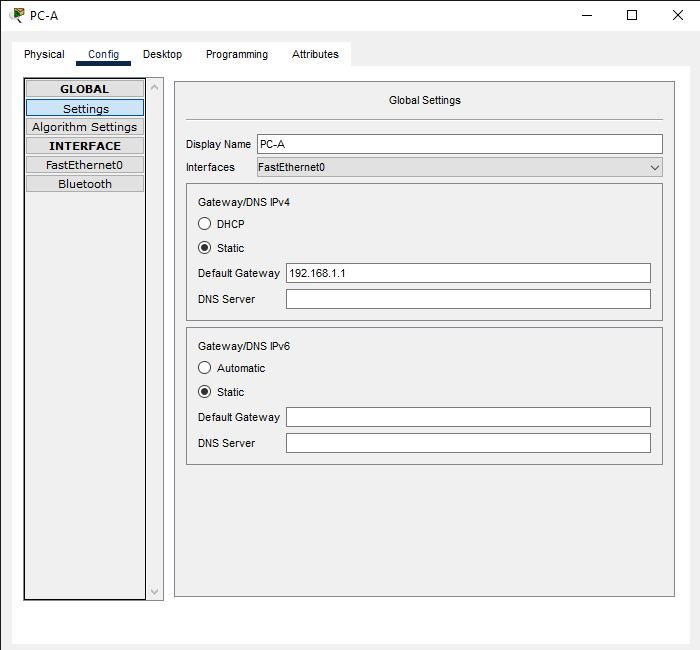 PC-A
Physical Config Desktop Programming Attributes
GLOBAL
Settings
Algorithm Settings
INTERFACE
FastEthernet0
Bluetooth
Global Settings
Display Name PC-A
Interfaces FastEthernet0
Gateway/DNS IPv4
DHCP
Static
Default Gateway 192.168.1.1
DNS Server
Gateway/DNS IPv6
Automatic
Static
Default Gateway
DNS Server